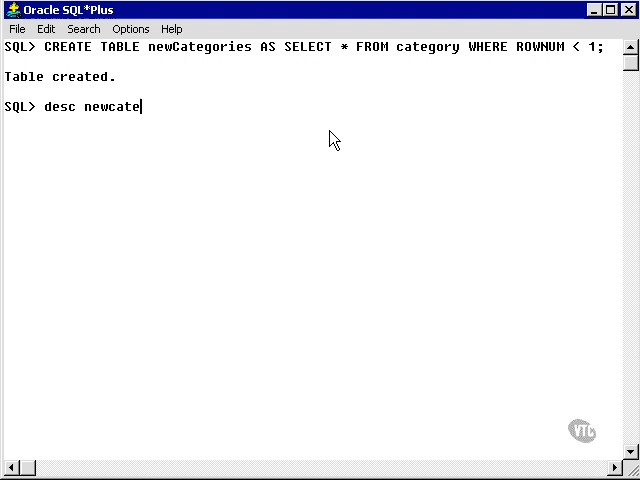 Oracle SQL*Plus
File Edit Search Options Help
SQL> CREATE TABLE newCategories AS SELECT * FROM category WHERE ROWNUM < 1;
Table created.
SQL> desc newcate
VTC